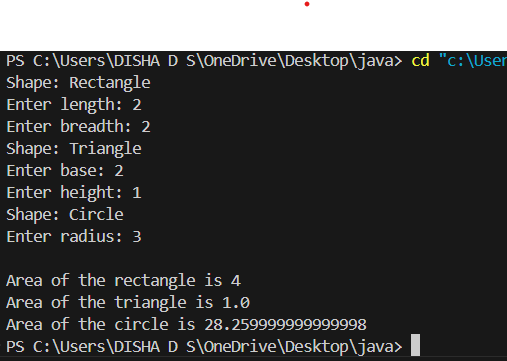 PS C:\Users\DISHA D S\OneDrive\Desktop\java> cd "c:\User
Shape: Rectangle
Enter length: 2
Enter breadth: 2
Shape: Triangle
Enter base: 2
Enter height: 1
Shape: Circle
Enter radius: 3
Area of the rectangle is 4
Area of the triangle is 1.0
Area of the circle is 28.259999999999998
PS C:\Users\DISHA D S\OneDrive\Desktop\java>